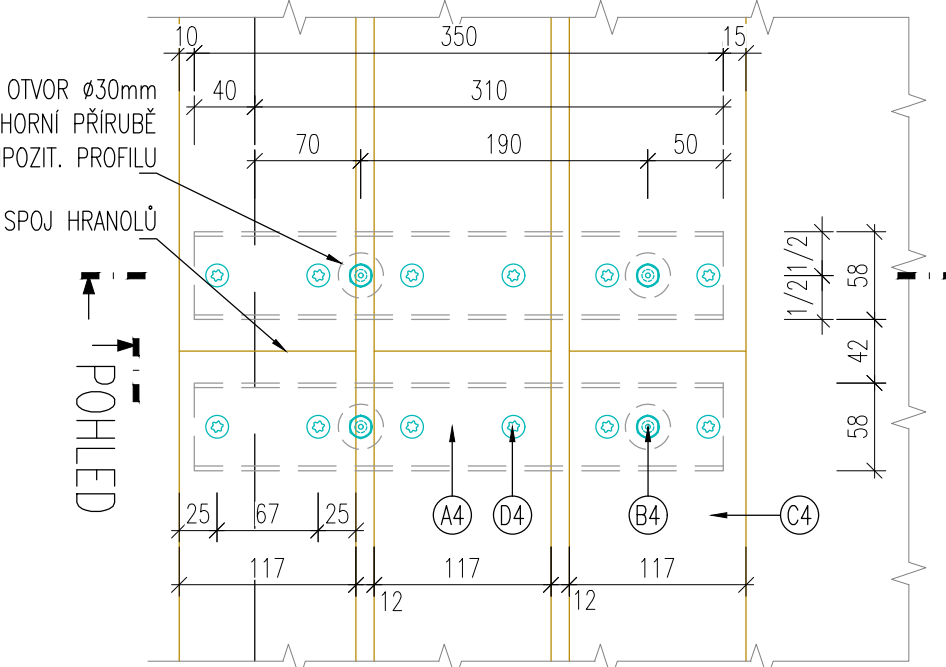 10
350
15
OTVOR ø30mm
HORNÍ PŘÍRUBĚ
POZIT. PROFILU
40
310
70
190
50
SPOJ HRANOLŮ
1/2
1/2
58
42
58
POHLED
25
67
25
A4
D4
B4
C4
117
117
117
12
12